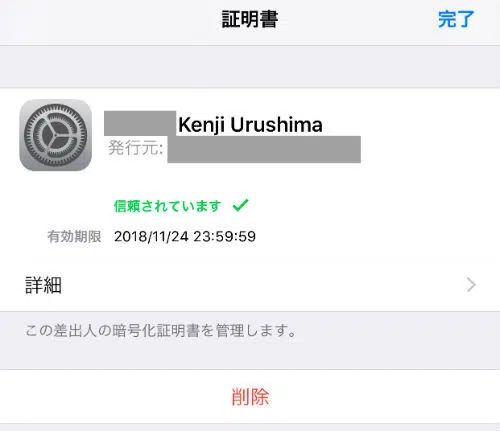 証明書
完了
Kenji Urushima
発行元:
信頼されています
有効期限 2018/11/24 23:59:59
詳細
この差出人の暗号化証明書を管理します。
削除